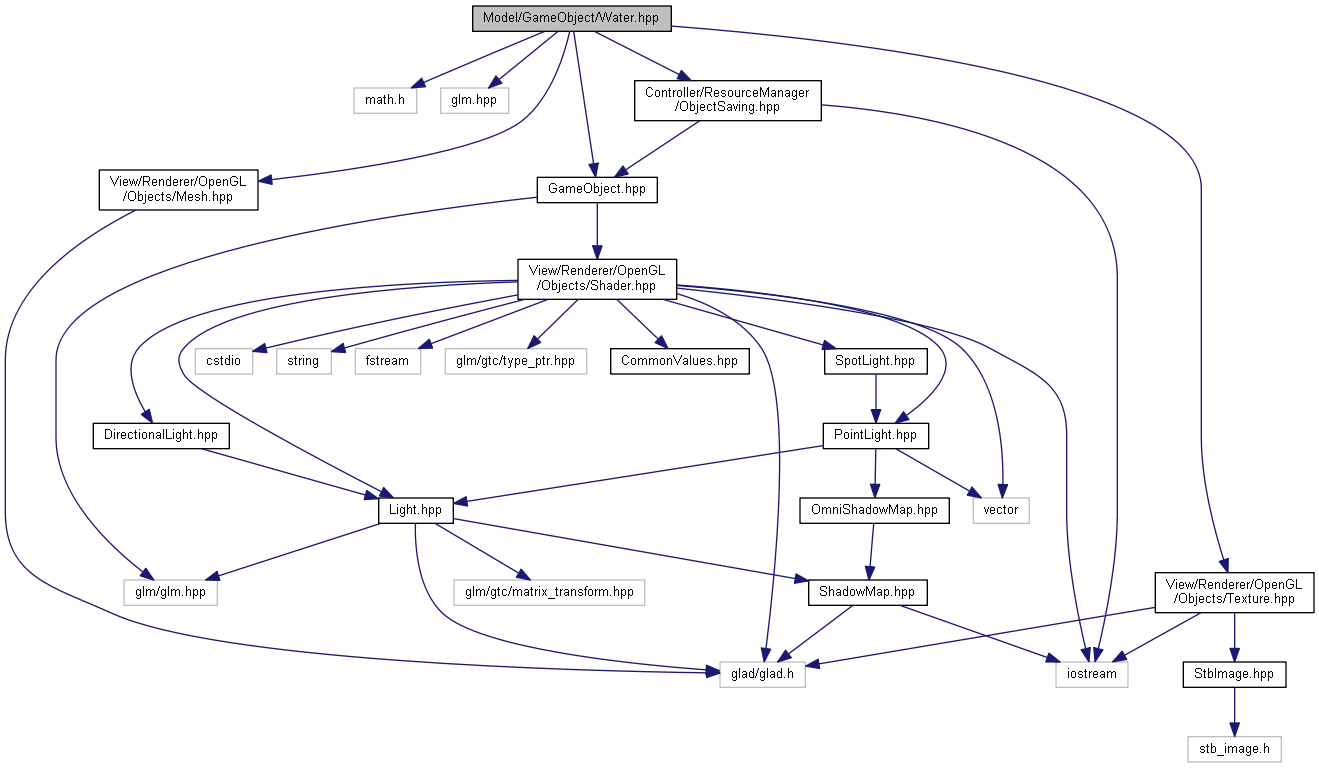 Model/GameObject/Water.hpp
math.h
glm.hpp
Controller/ResourceManager
/ObjectSaving.hpp
View/Renderer/OpenGL
/Objects/Mesh.hpp
GameObject.hpp
View/Renderer/OpenGL
/Objects/Shader.hpp
cstdio
string
fstream
glm/gtc/type_ptr.hpp
CommonValues.hpp
SpotLight.hpp
DirectionalLight.hpp
PointLight.hpp
Light.hpp
OmniShadowMap.hpp
vector
glm/glm.hpp
glm/gtc/matrix_transform.hpp
ShadowMap.hpp
View/Renderer/OpenGL
/Objects/Texture.hpp
glad/glad.h
iostream
StbImage.hpp
stb_image.h